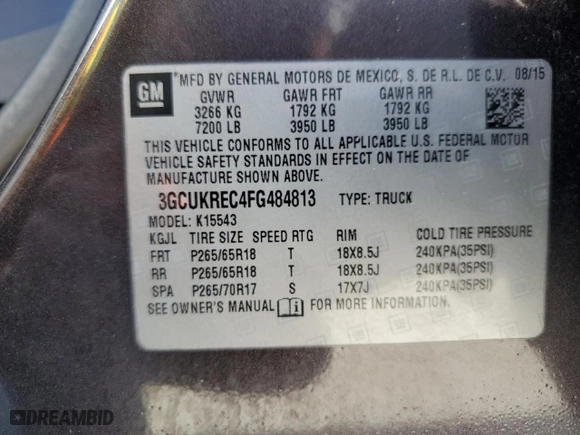 GM
*MFD BY GENERAL MOTORS DE MEXICO, S. DE R.L. DE C.V. 08/15
GVWR GAWR FRT GAWR RR
3266 KG 1792 KG 1792 KG
7200 LB 3950 LB 3950 LB
THIS VEHICLE CONFORMS TO ALL APPLICABLE U.S. FEDERAL MOTOR
VEHICLE SAFETY STANDARDS IN EFFECT ON THE DATE OF
MANUFACTURE SHOWN ABOVE.
3GCUKREC4FG484813 TYPE: TRUCK
MODEL: K15543
KGJL TIRE SIZE SPEED RTG RIM COLD TIRE PRESSURE
FRT P265/65R18 T 18X8.5J 240KPA(35PSI)
RR P265/65R18 T 18X8.5J 240KPA(35PSI)
SPA P265/70R17 S 17X7J 240KPA(35PSI)
SEE OWNER'S MANUAL i FOR MORE INFORMATION.
DREAMBID